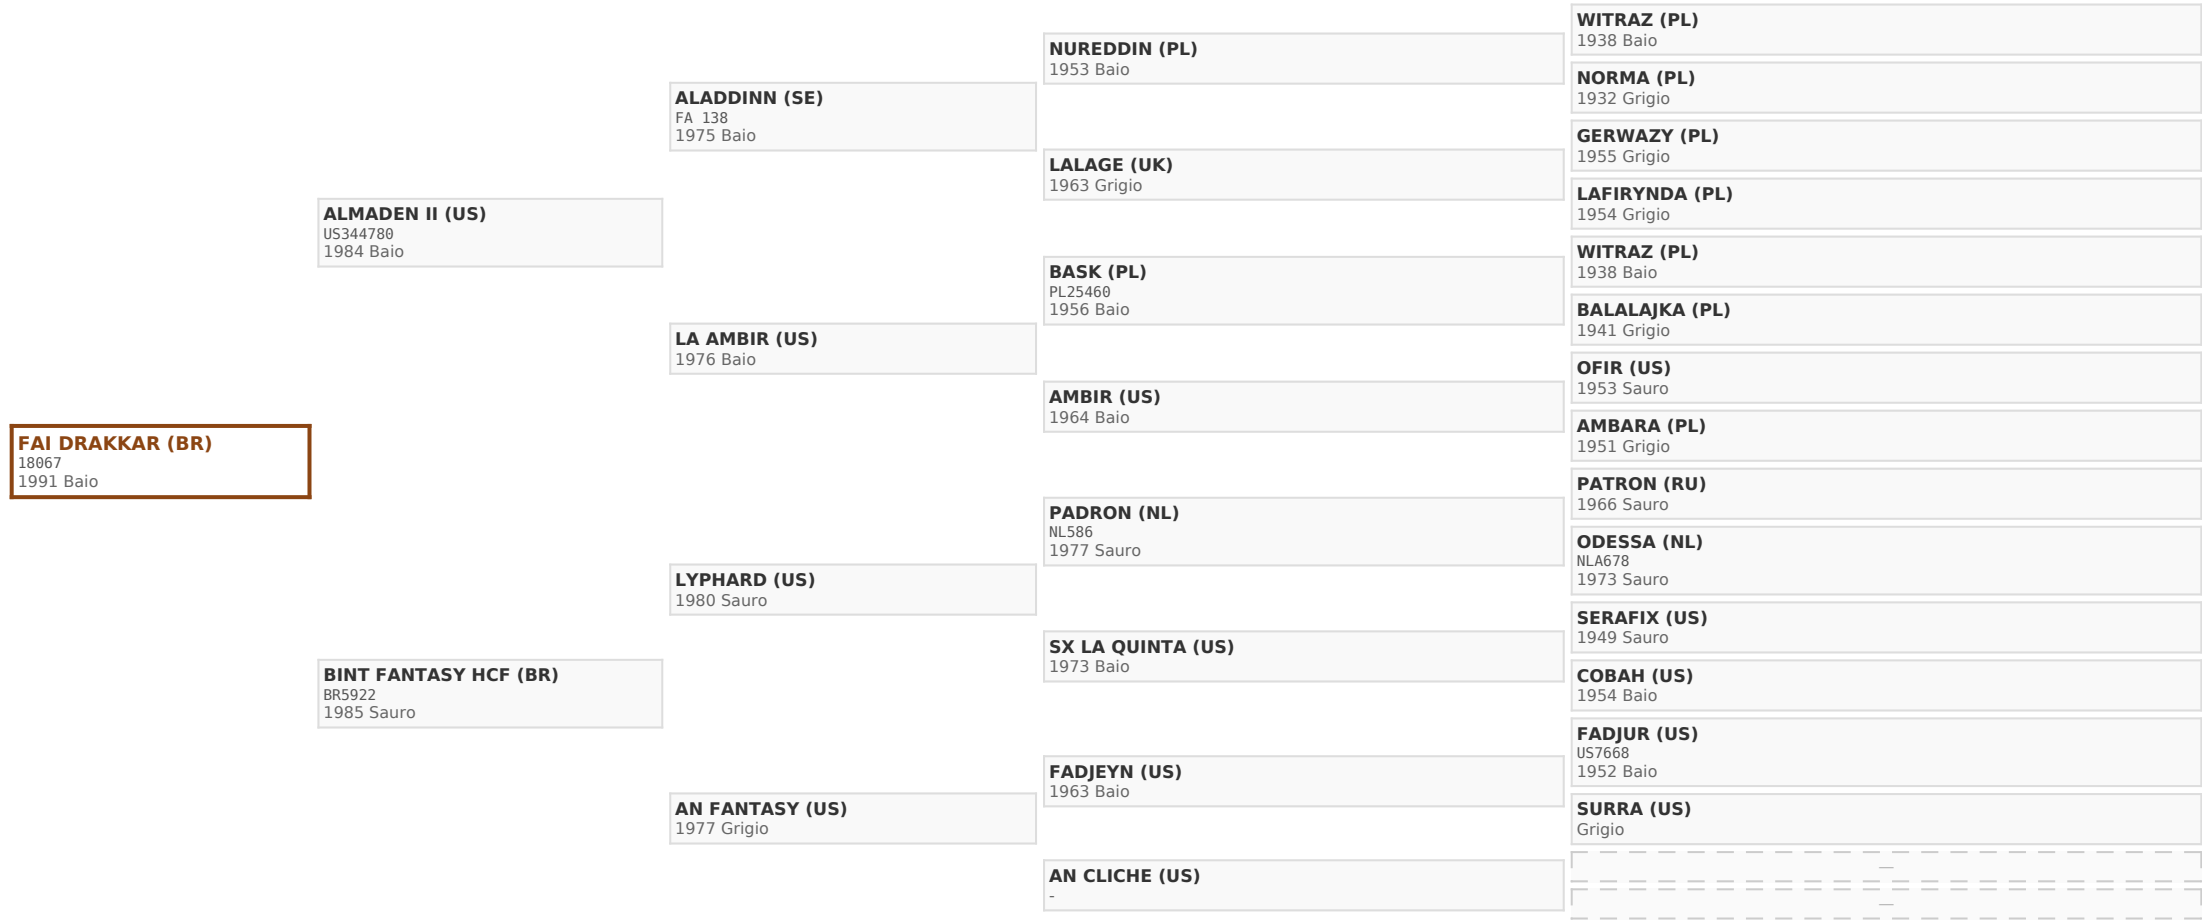 FAI DRAKKAR (BR)
18067
1991 Baio
ALMADEN II (US)
US344780
1984 Baio
BINT FANTASY HCF (BR)
BR5922
1985 Sauro
ALADDINN (SE)
FA 138
1975 Baio
LA AMBIR (US)
1976 Baio
LYPHARD (US)
1980 Sauro
AN FANTASY (US)
1977 Grigio
NUREDDIN (PL)
1953 Baio
LALAGE (UK)
1963 Grigio
BASK (PL)
PL25460
1956 Baio
AMBIR (US)
1964 Baio
PADRON (NL)
NL586
1977 Sauro
SX LA QUINTA (US)
1973 Baio
FADJEYN (US)
1963 Baio
AN CLICHE (US)
-
WITRAZ (PL)
1938 Baio
NORMA (PL)
1932 Grigio
GERWAZY (PL)
1955 Grigio
LAFIRYNDA (PL)
1954 Grigio
WITRAZ (PL)
1938 Baio
BALALAJKA (PL)
1941 Grigio
OFIR (US)
1953 Sauro
AMBARA (PL)
1951 Grigio
PATRON (RU)
1966 Sauro
ODESSA (NL)
NLA678
1973 Sauro
SERAFIX (US)
1949 Sauro
COBAH (US)
1954 Baio
FADJUR (US)
US7668
1952 Baio
SURRA (US)
Grigio
—
—